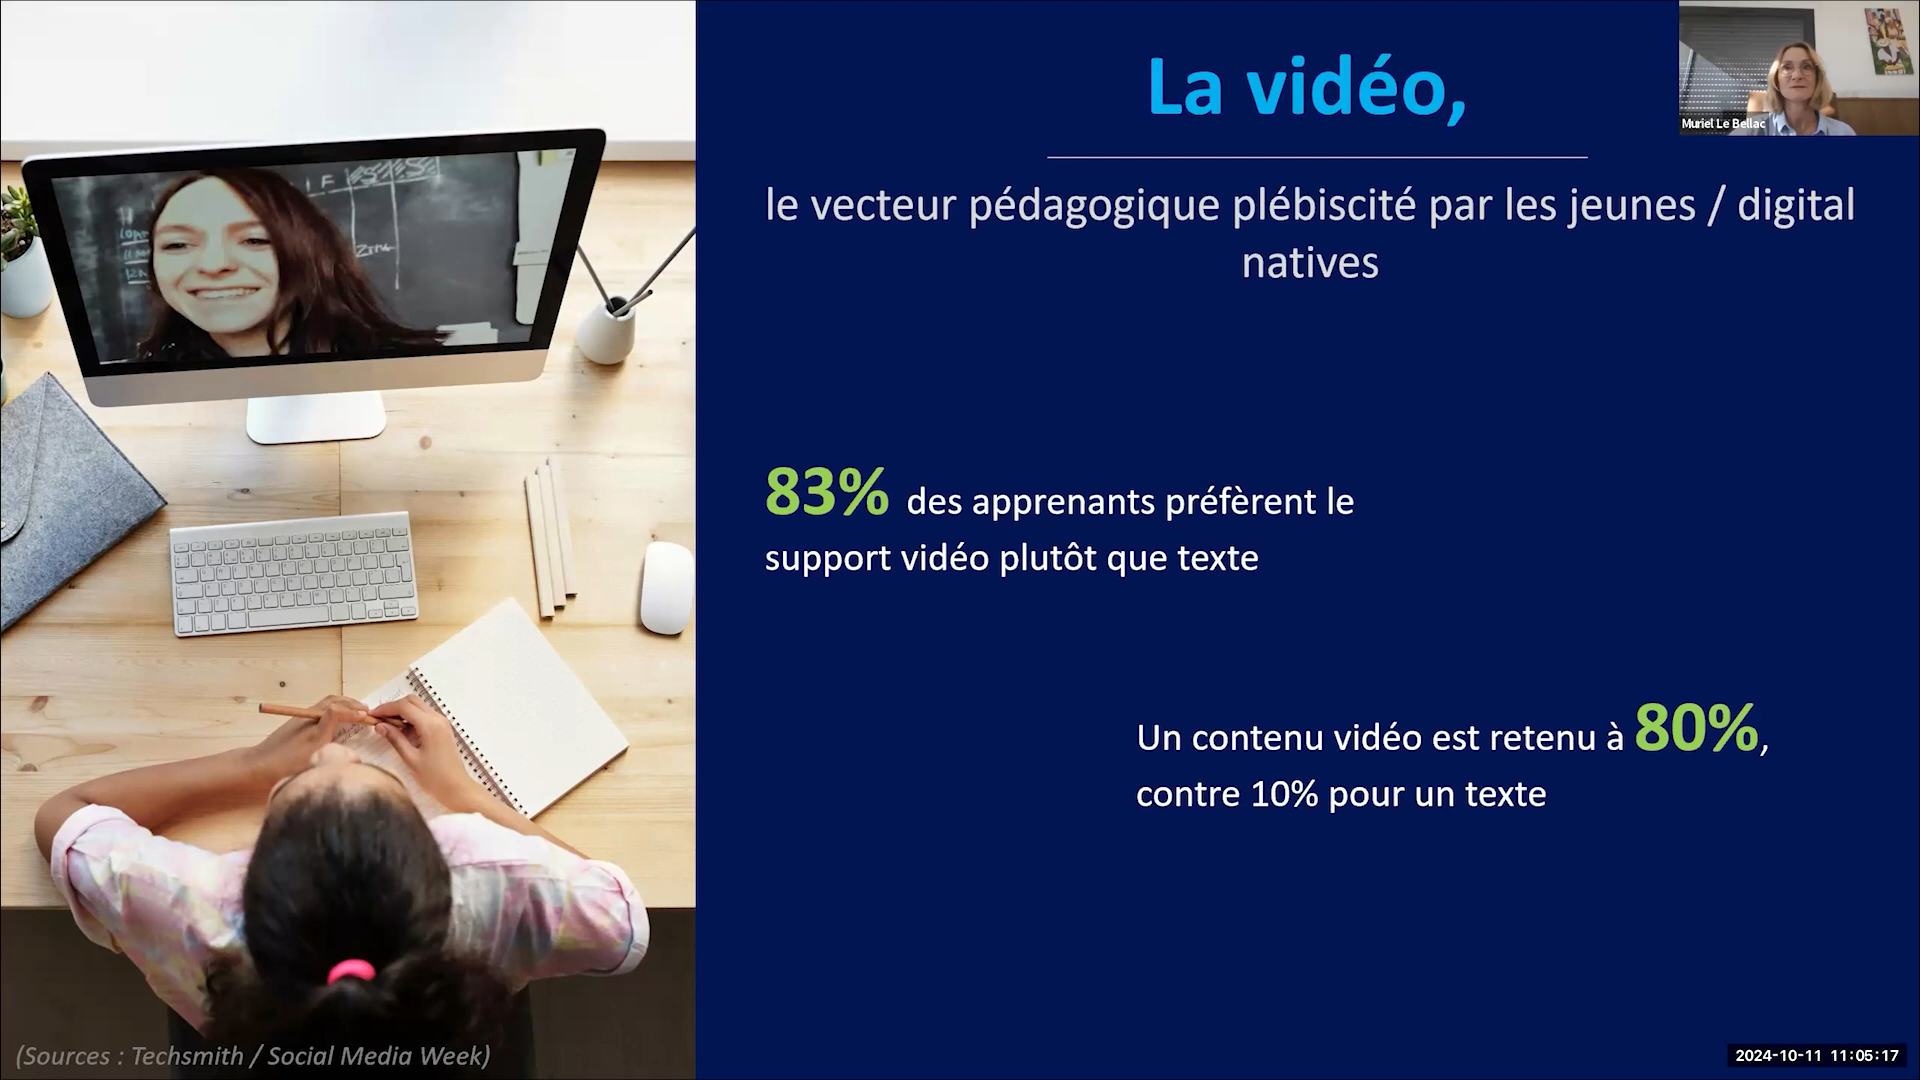 La vidéo,
Muriel Le Bellac
le vecteur pédagogique plébiscité par les jeunes / digital
natives
83% des apprenants préfèrent le
support vidéo plutôt que texte
Un contenu vidéo est retenu à 80%,
contre 10% pour un texte
(Sources : Techsmith / Social Media Week)
2024-10-11 11:05:17